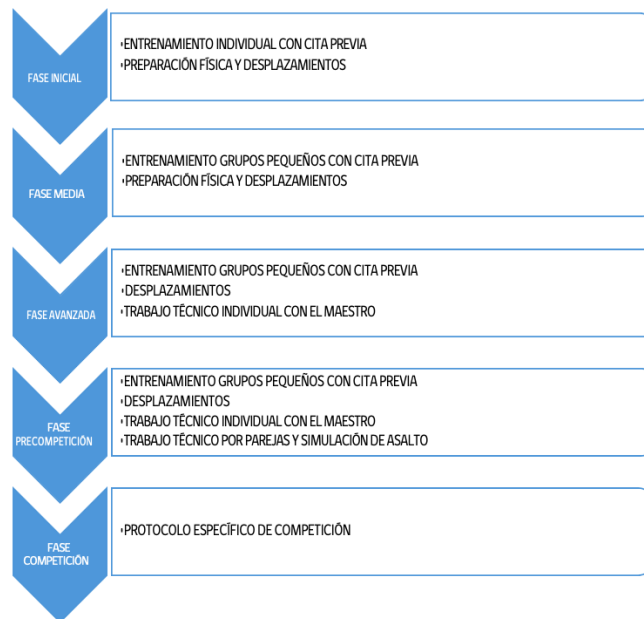 FASE INICIAL
•ENTRENAMIENTO INDIVIDUAL CON CITA PREVIA
•PREPARACIÓN FÍSICA Y DESPLAZAMIENTOS
FASE MEDIA
•ENTRENAMIENTO GRUPOS PEQUEÑOS CON CITA PREVIA
•PREPARACIÓN FÍSICA Y DESPLAZAMIENTOS
FASE AVANZADA
•ENTRENAMIENTO GRUPOS PEQUEÑOS CON CITA PREVIA
•DESPLAZAMIENTOS
•TRABAJO TÉCNICO INDIVIDUAL CON EL MAESTRO
FASE
PRECOMPETICIÓN
•ENTRENAMIENTO GRUPOS PEQUEÑOS CON CITA PREVIA
•DESPLAZAMIENTOS
•TRABAJO TÉCNICO INDIVIDUAL CON EL MAESTRO
•TRABAJO TÉCNICO POR PAREJAS Y SIMULACIÓN DE ASALTO
FASE
COMPETICIÓN
•PROTOCOLO ESPECÍFICO DE COMPETICIÓN